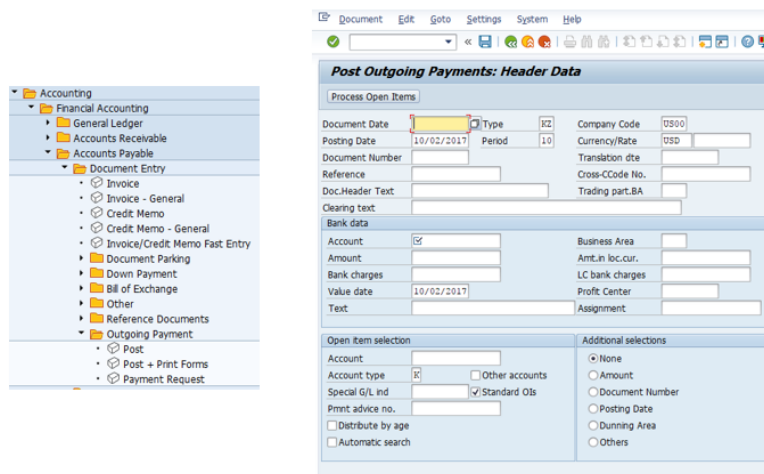 Accounting
Financial Accounting
General Ledger
Accounts Receivable
Accounts Payable
Document Entry
Invoice
Invoice - General
Credit Memo
Credit Memo - General
Invoice/Credit Memo Fast Entry
Document Parking
Down Payment
Bill of Exchange
Other
Reference Documents
Outgoing Payment
Post
Post + Print Forms
Payment Request
Document Edit Goto Settings System Help
Post Outgoing Payments: Header Data
Process Open Items
Document Date Type KZ Company Code US00
Posting Date 10/02/2017 Period 10 Currency/Rate USD
Document Number Translation dte
Reference Cross-CCode No.
Doc.Header Text Trading part.BA
Clearing text
Bank data
Account Business Area
Amount Amt.in loc.cur.
Bank charges LC bank charges
Value date 10/02/2017 Profit Center
Text Assignment
Open item selection Additional selections
Account None
Account type K Other accounts Amount
Special G/L ind Standard OIs Document Number
Pmnt advice no. Posting Date
Distribute by age Dunning Area
Automatic search Others